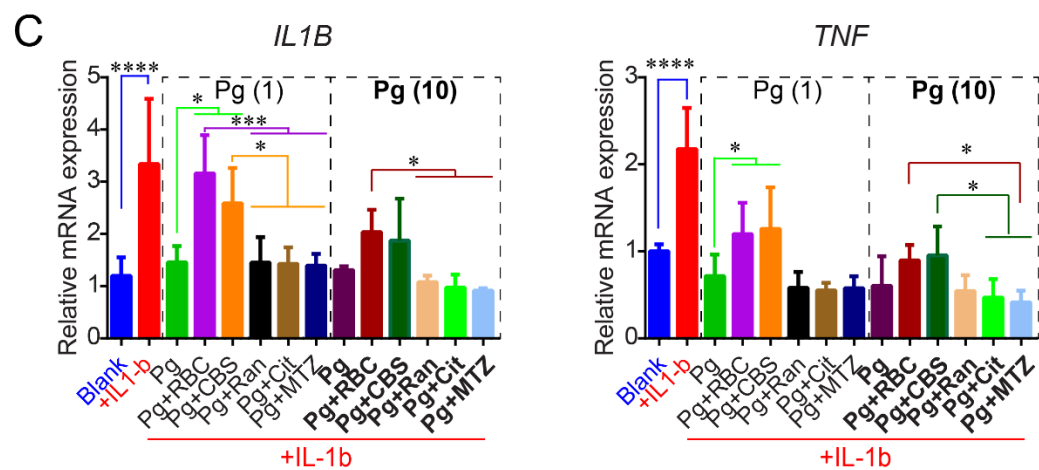 C
IL1B
Relative mRNA expression
5
4
3
2
1
0
****
Pg (1)
Pg (10)
*
***
*
*
Blank
+IL1-b
Pg
Pg+RBC
Pg+CBS
Pg+Ran
Pg+Cit
Pg+MTZ
Pg
Pg+RBC
Pg+CBS
Pg+Ran
Pg+Cit
Pg+MTZ
+IL-1b
TNF
Relative mRNA expression
3
2
1
0
****
Pg (1)
Pg (10)
*
*
*
Blank
+IL1-b
Pg
Pg+RBC
Pg+CBS
Pg+Ran
Pg+Cit
Pg+MTZ
Pg
Pg+RBC
Pg+CBS
Pg+Ran
Pg+Cit
Pg+MTZ
+IL-1b